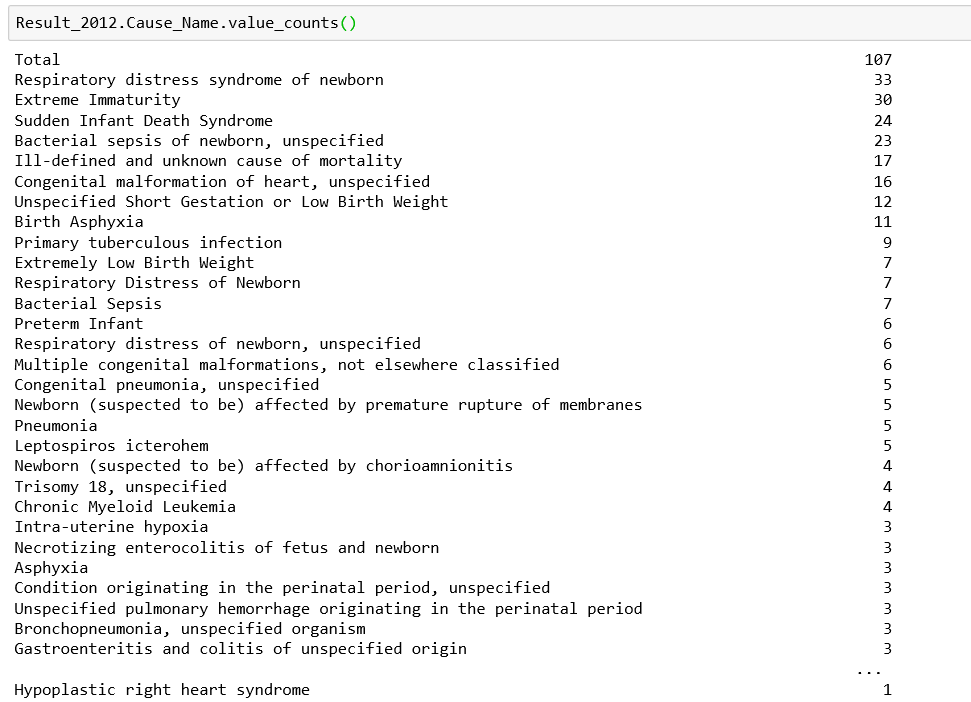 Result_2012.Cause_Name.value_counts()
Total 107
Respiratory distress syndrome of newborn 33
Extreme Immaturity 30
Sudden Infant Death Syndrome 24
Bacterial sepsis of newborn, unspecified 23
Ill-defined and unknown cause of mortality 17
Congenital malformation of heart, unspecified 16
Unspecified Short Gestation or Low Birth Weight 12
Birth Asphyxia 11
Primary tuberculous infection 9
Extremely Low Birth Weight 7
Respiratory Distress of Newborn 7
Bacterial Sepsis 7
Preterm Infant 6
Respiratory distress of newborn, unspecified 6
Multiple congenital malformations, not elsewhere classified 6
Congenital pneumonia, unspecified 5
Newborn (suspected to be) affected by premature rupture of membranes 5
Pneumonia 5
Leptospiros icterohem 5
Newborn (suspected to be) affected by chorioamnionitis 4
Trisomy 18, unspecified 4
Chronic Myeloid Leukemia 4
Intra-uterine hypoxia 3
Necrotizing enterocolitis of fetus and newborn 3
Asphyxia 3
Condition originating in the perinatal period, unspecified 3
Unspecified pulmonary hemorrhage originating in the perinatal period 3
Bronchopneumonia, unspecified organism 3
Gastroenteritis and colitis of unspecified origin 3
...
Hypoplastic right heart syndrome 1